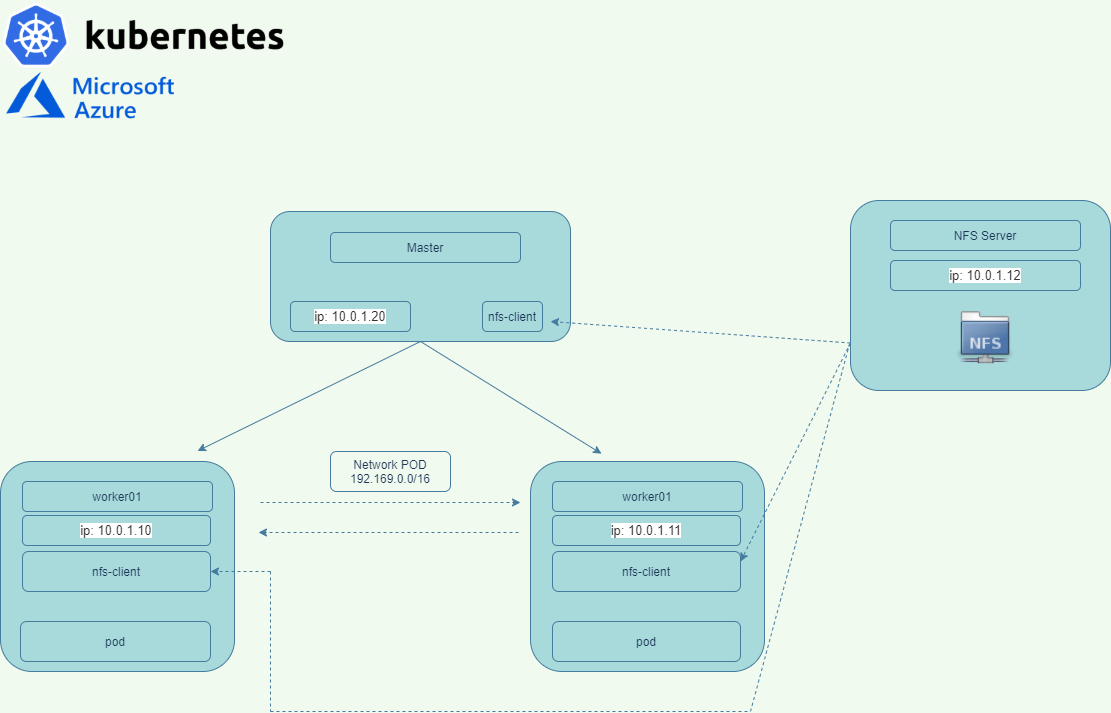 kubernetes
Microsoft
Azure
Master
ip: 10.0.1.20
nfs-client
NFS Server
ip: 10.0.1.12
NFS
Network POD
192.169.0.0/16
worker01
ip: 10.0.1.10
nfs-client
pod
worker01
ip: 10.0.1.11
nfs-client
pod